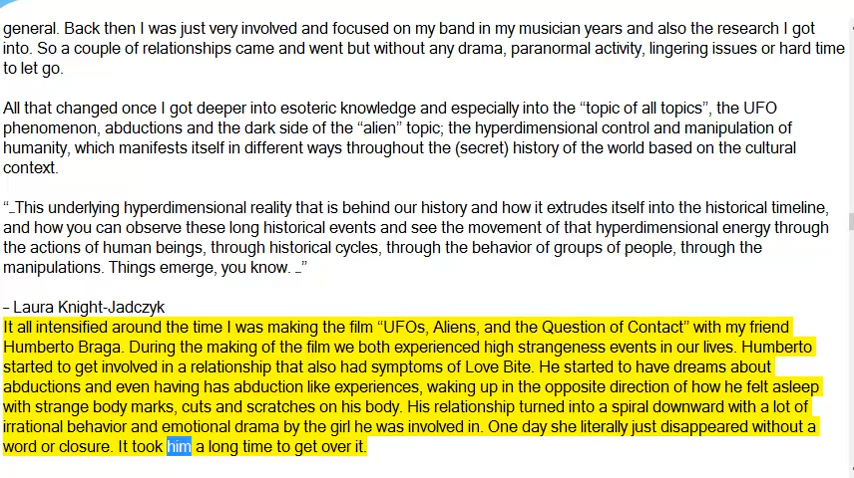 general. Back then I was just very involved and focused on my band in my musician years and also the research I got
into. So a couple of relationships came and went but without any drama, paranormal activity, lingering issues or hard time
to let go.
All that changed once I got deeper into esoteric knowledge and especially into the “topic of all topics”, the UFO
phenomenon, abductions and the dark side of the “alien” topic; the hyperdimensional control and manipulation of
humanity, which manifests itself in different ways throughout the (secret) history of the world based on the cultural
context.
“…This underlying hyperdimensional reality that is behind our history and how it extrudes itself into the historical timeline,
and how you can observe these long historical events and see the movement of that hyperdimensional energy through
the actions of human beings, through historical cycles, through the behavior of groups of people, through the
manipulations. Things emerge, you know. …”
– Laura Knight-Jadczyk
It all intensified around the time I was making the film “UFOs, Aliens, and the Question of Contact” with my friend
Humberto Braga. During the making of the film we both experienced high strangeness events in our lives. Humberto
started to get involved in a relationship that also had symptoms of Love Bite. He started to have dreams about
abductions and even having has abduction like experiences, waking up in the opposite direction of how he felt asleep
with strange body marks, cuts and scratches on his body. His relationship turned into a spiral downward with a lot of
irrational behavior and emotional drama by the girl he was involved in. One day she literally just disappeared without a
word or closure. It took him a long time to get over it.